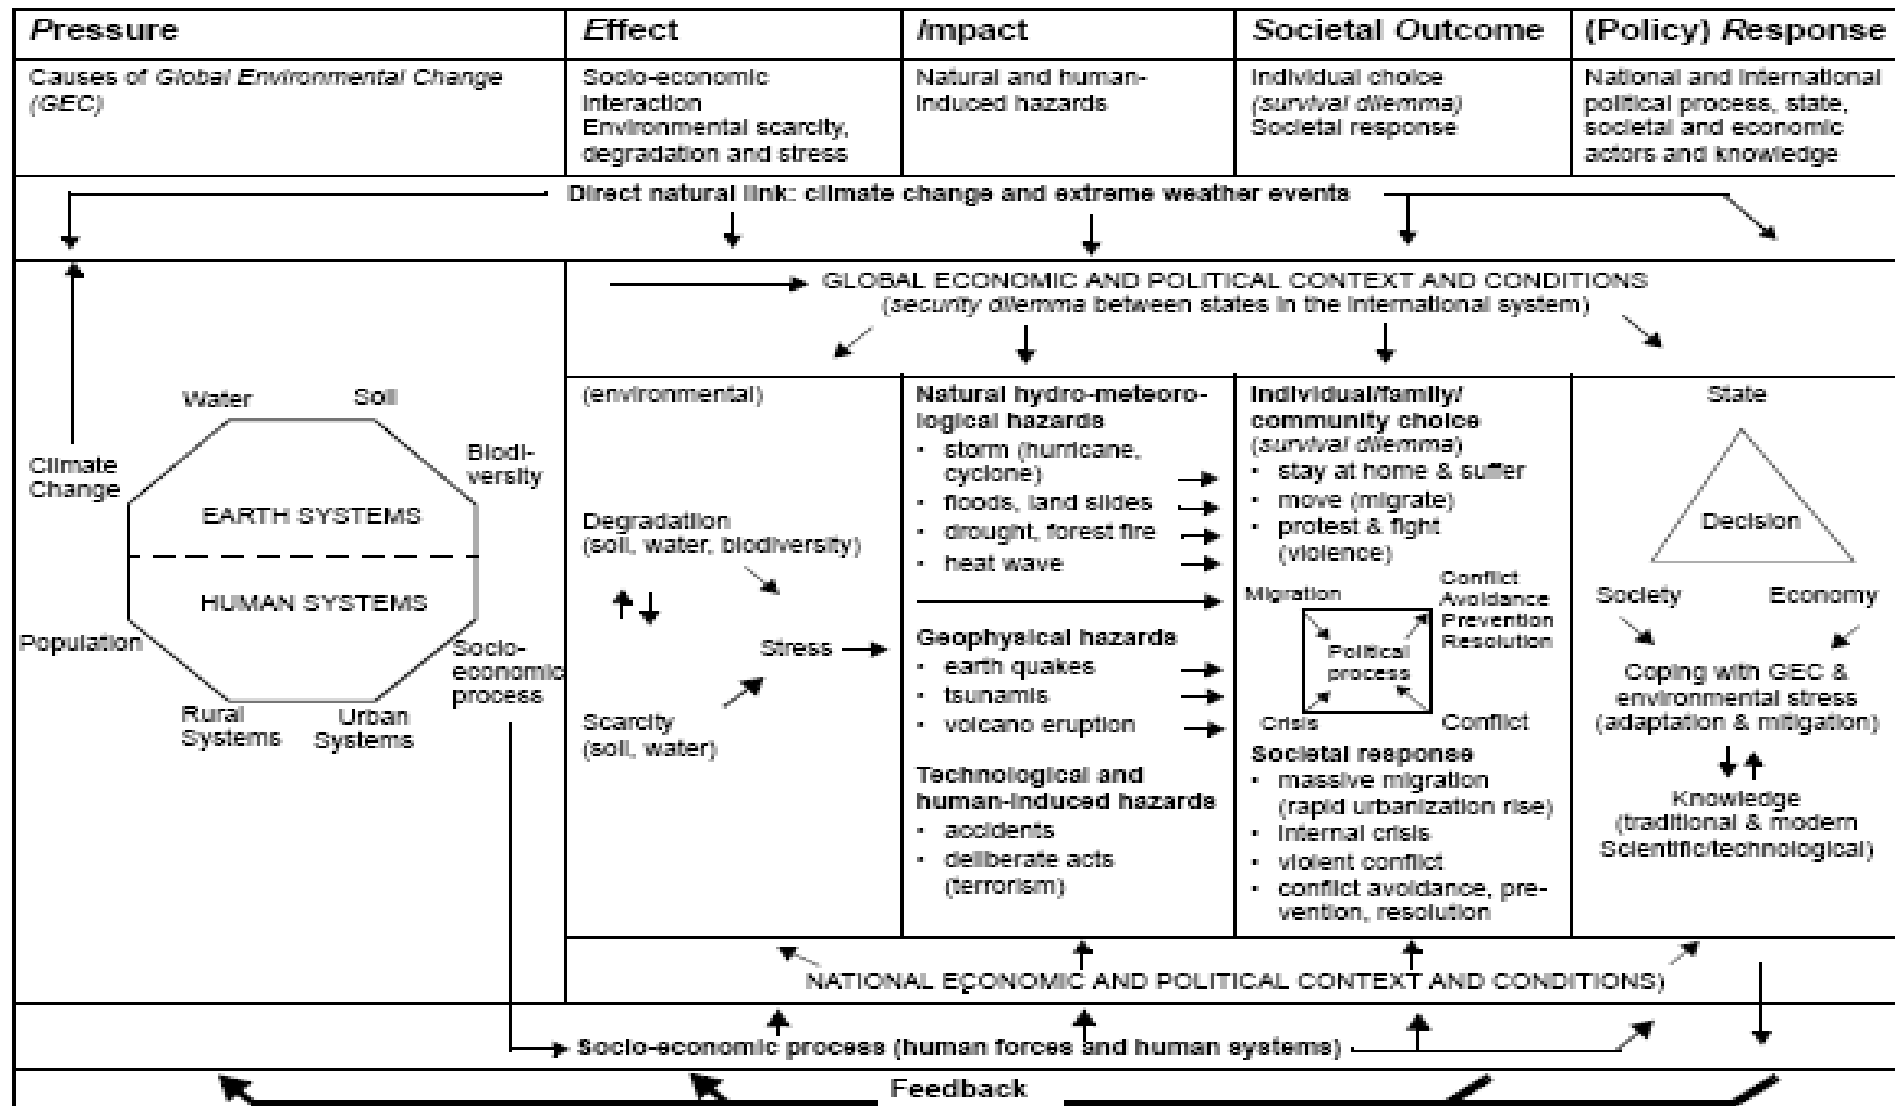 Pressure
Causes of Global Environmental Change
(GEC)
Effect
Socio-economic
interaction
Environmental scarcity,
degradation and stress
Impact
Natural and human-
induced hazards
Societal Outcome
Individual choice
(survival dilemma)
Societal response
(Policy) Response
National and international
political process, state,
societal and economic
actors and knowledge
Direct natural link: climate change and extreme weather events
GLOBAL ECONOMIC AND POLITICAL CONTEXT AND CONDITIONS
(security dilemma between states in the international system)
Water
Soil
Climate
Change
Biodi-
versity
EARTH SYSTEMS
HUMAN SYSTEMS
Population
Socio-
economic
process
Rural
Systems
Urban
Systems
(environmental)
Degradatiion
(soil, water, biodiversity)
Stress
Scarcity
(soil, water)
Natural hydro-meteoro-
logical hazards
• storm (hurricane,
cyclone)
• floods, land slides
• drought, forest fire
• heat wave
Geophysical hazards
• earth quakes
• tsunamis
• volcano eruption
Technological and
human-induced hazards
• accidents
• deliberate acts
(terrorism)
Individual/family/
community choice
(survival dilemma)
• stay at home & suffer
• move (migrate)
• protest & fight
(violence)
Migration
Conflict
Avoidance
Prevention
Resolution
Political
process
Crisis
Conflict
Societal response
• massive migration
(rapid urbanization rise)
• internal crisis
• violent conflict
• conflict avoidance, pre-
vention, resolution
State
Decision
Society
Economy
Coping with GEC &
environmental stress
(adaptation & mitigation)
Knowledge
(traditional & modern
Scientific/technological)
NATIONAL ECONOMIC AND POLITICAL CONTEXT AND CONDITIONS)
Socio-economic process (human forces and human systems)
Feedback